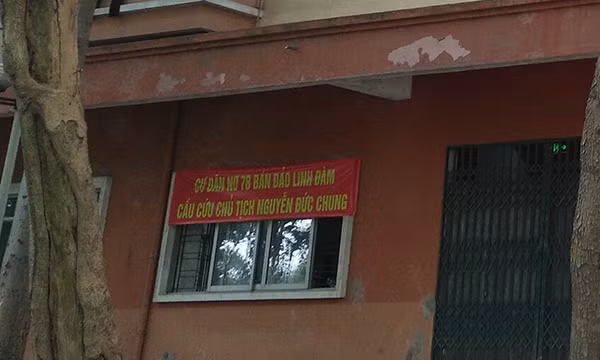 CƯ DÂN NƠ 7B BÁN ĐẢO LINH ĐÀM
CẦU CỨU CHỦ TỊCH NGUYỄN ĐỨC CHUNG